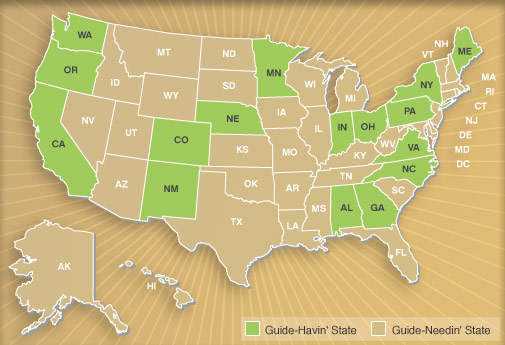 WA
MT
ND
MN
NH
VT
ME
OR
ID
SD
WI
MI
NY
MA
RI
CT
WY
NE
IA
PA
NJ
NV
UT
CO
IL
IN
OH
DE
CA
KS
MO
KY
WV
VA
MD
DC
AZ
NM
OK
AR
TN
NC
SC
TX
LA
MS
AL
GA
FL
AK
HI
Guide-Havin' State
Guide-Needin' State